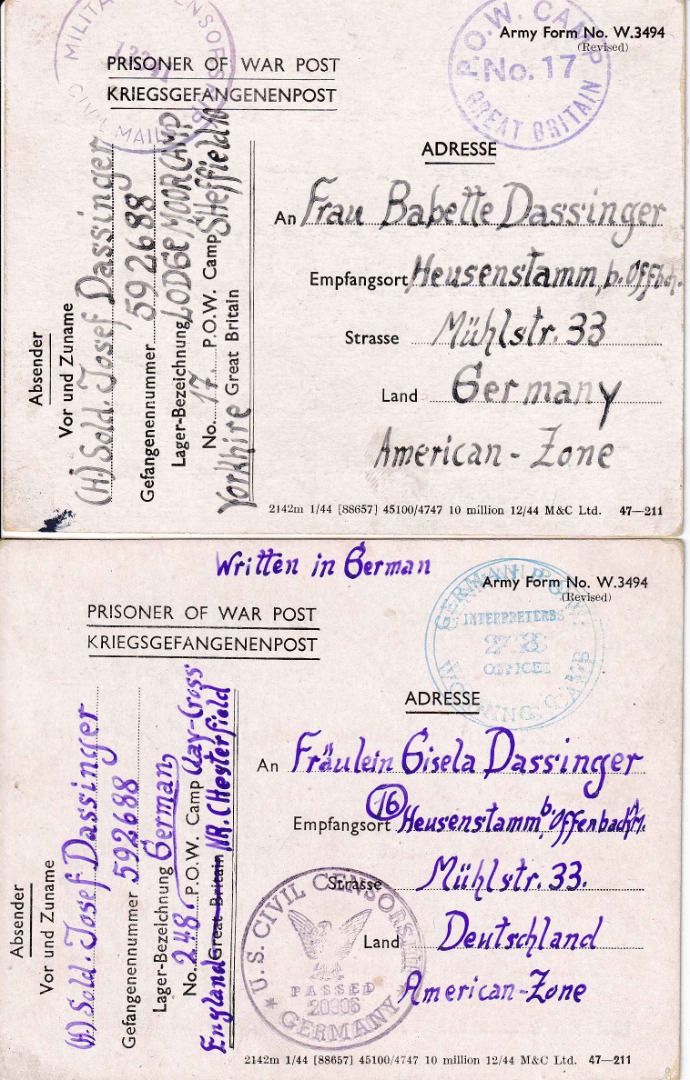 MILITARY CENSORS
CIVIL MAILS
P.O.W. CAMP
No. 17
GREAT BRITAIN
Army Form No. W.3494
(Revised)
PRISONER OF WAR POST
KRIEGSGEFANGENENPOST
ADRESSE
An Frau Babette Dassinger
Empfangsort Heusenstamm, b. Offbch.
Strasse Mühlstr. 33
Land Germany
American - Zone
Absender
Vor und Zuname
(H) Sold. Josef Dassinger
Gefangenennummer 592688
Lager-Bezeichnung LODGE MOOR CAMP
No. 17. P.O.W. Camp Sheffield
Great Britain
Yorkhire
2142m 1/44 [88657] 45100/4747 10 million 12/44 M&C Ltd. 47—211
Written in German
Army Form No. W.3494
(Revised)
GERMAN P.O.W.
INTERPRETERS
OFFICE
WORKING CAMP
PRISONER OF WAR POST
KRIEGSGEFANGENENPOST
ADRESSE
An Fräulein Gisela Dassinger
(16)
Empfangsort Heusenstamm, b. Offenbach/M.
Strasse Mühlstr. 33.
Land Deutschland
American - Zone
U.S. CIVIL CENSORSHIP
PASSED
GERMANY
Absender
Vor und Zuname
(H) Sold. Josef Dassinger
Gefangenennummer 592688
Lager-Bezeichnung German,
No. 248. P.O.W. Camp Clay-Cross
Great Britain NR. Chesterfield
England
2142m 1/44 [88657] 45100/4747 10 million 12/44 M&C Ltd. 47—211